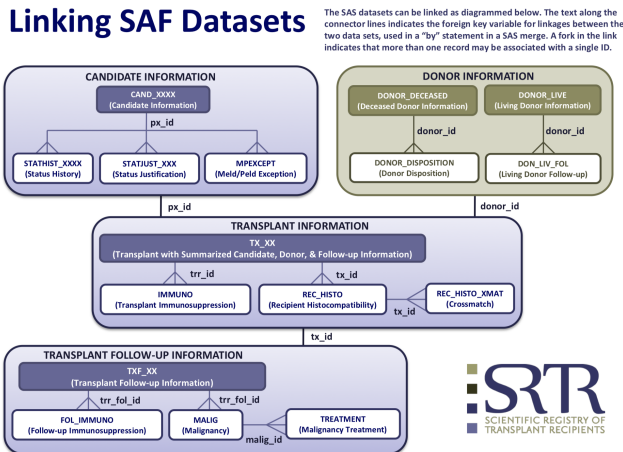 Linking SAF Datasets
The SAS datasets can be linked as diagrammed below. The text along the
connector lines indicates the foreign key variable for linkages between the
two data sets, used in a “by” statement in a SAS merge. A fork in the link
indicates that more than one record may be associated with a single ID.
CANDIDATE INFORMATION
CAND_XXXX
(Candidate Information)
px_id
STATHIST_XXXX
(Status History)
STATJUST_XXX
(Status Justification)
MPEXCEPT
(Meld/Peld Exception)
DONOR INFORMATION
DONOR_DECEASED
(Deceased Donor Information)
DONOR_LIVE
(Living Donor Information)
donor_id
donor_id
DONOR_DISPOSITION
(Donor Disposition)
DON_LIV_FOL
(Living Donor Follow-up)
px_id
donor_id
TRANSPLANT INFORMATION
TX_XX
(Transplant with Summarized Candidate, Donor, & Follow-up Information)
trr_id
tx_id
IMMUNO
(Transplant Immunosuppression)
REC_HISTO
(Recipient Histocompatibility)
tx_id
REC_HISTO_XMAT
(Crossmatch)
tx_id
TRANSPLANT FOLLOW-UP INFORMATION
TXF_XX
(Transplant Follow-up Information)
trr_fol_id
trr_fol_id
FOL_IMMUNO
(Follow-up Immunosuppression)
MALIG
(Malignancy)
malig_id
TREATMENT
(Malignancy Treatment)
SRTR
SCIENTIFIC REGISTRY OF
TRANSPLANT RECIPIENTS